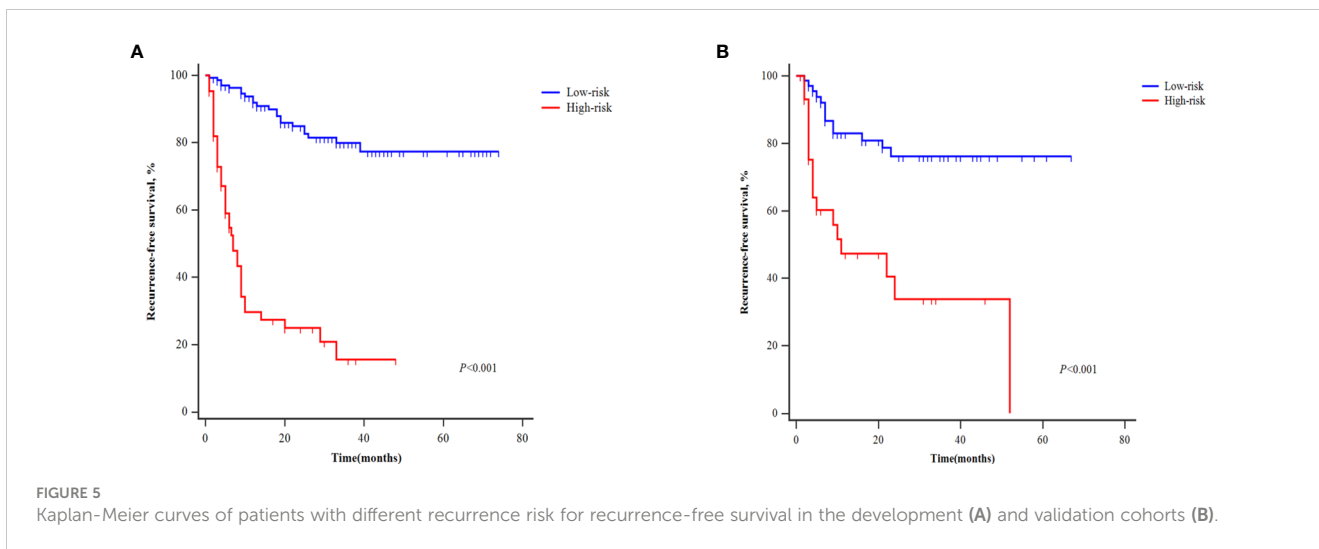 A
100
80
60
40
20
0
Recurrence-free survival, %
0 20 40 60 80
Time(months)
Low-risk
High-risk
P<0.001
B
100
80
60
40
20
0
Recurrence-free survival, %
0 20 40 60 80
Time(months)
Low-risk
High-risk
P<0.001
FIGURE 5
Kaplan-Meier curves of patients with different recurrence risk for recurrence-free survival in the development (A) and validation cohorts (B).